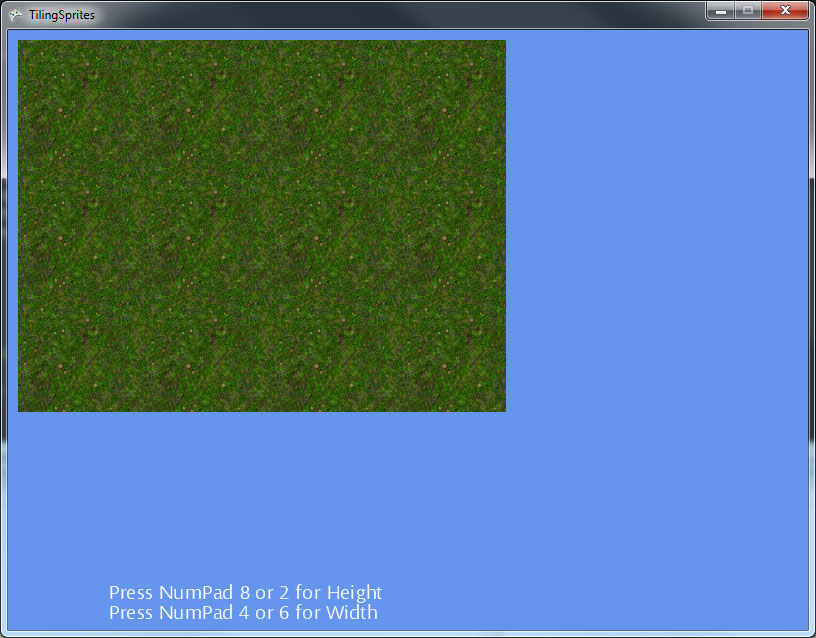 TilingSprites
Press NumPad 8 or 2 for Height
Press NumPad 4 or 6 for Width